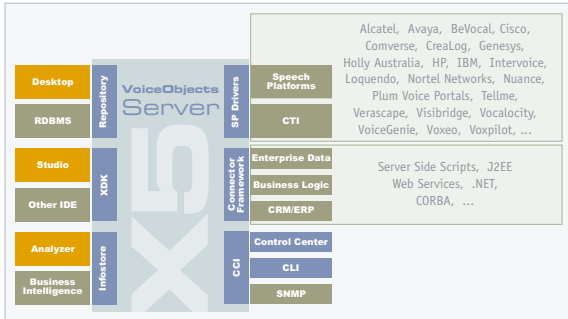 Alcatel, Avaya, BeVocal, Cisco,
Comverse, CreaLog, Genesys,
Holly Australia, HP, IBM, Intervoice,
Loquendo, Nortel Networks, Nuance,
Plum Voice Portals, Tellme,
Verascape, Visibridge, Vocalocity,
VoiceGenie, Voxeo, Voxpilot, ...
Desktop
RDBMS
Repository
VoiceObjects
Server
X5
SP Drivers
Speech
Platforms
CTI
Studio
Other IDE
XDK
Connector
Framework
Enterprise Data
Business Logic
CRM/ERP
Server Side Scripts, J2EE
Web Services, .NET,
CORBA, ...
Analyzer
Business
Intelligence
Infostore
CCI
Control Center
CLI
SNMP